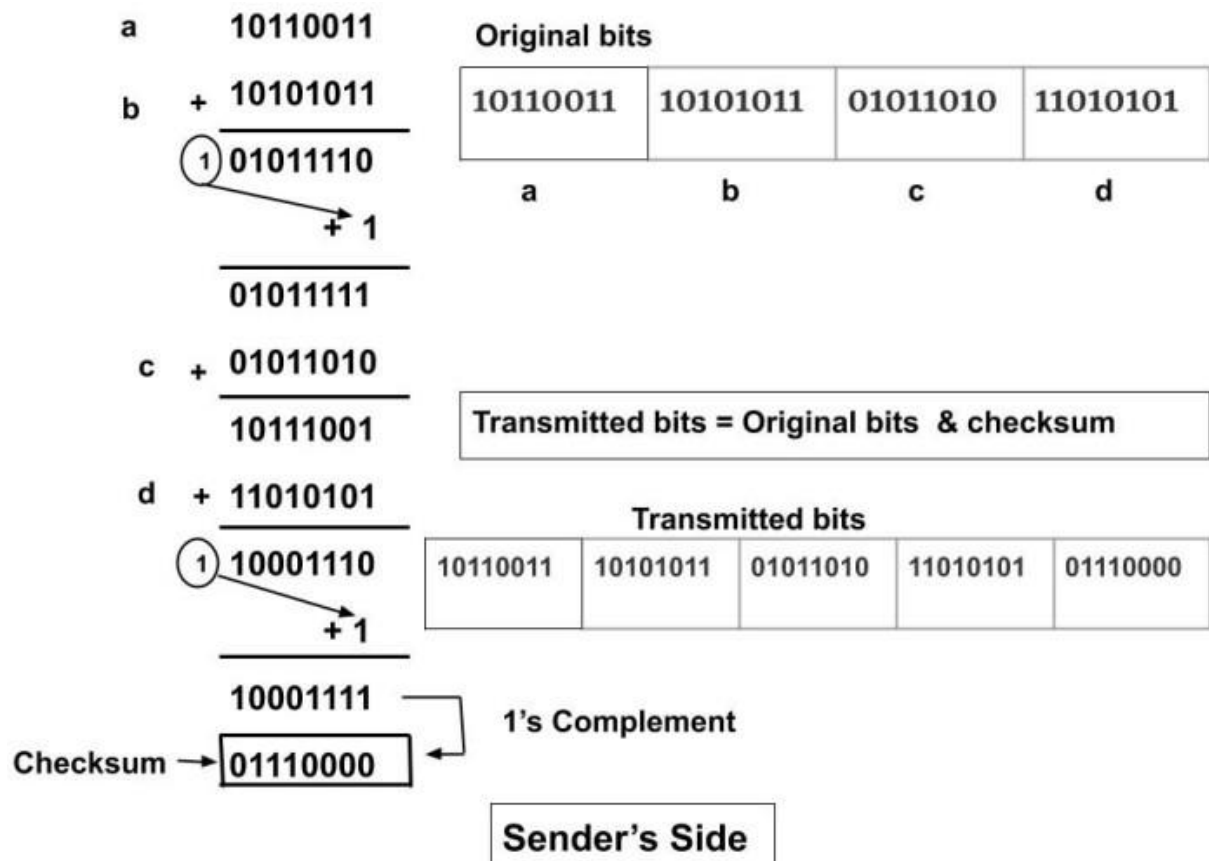 a 10110011
b + 10101011
1 01011110
+ 1
01011111
c + 01011010
10111001
d + 11010101
1 10001110
+ 1
10001111
1's Complement
Checksum 01110000
Original bits
10110011 10101011 01011010 11010101
a b c d
Transmitted bits = Original bits & checksum
Transmitted bits
10110011 10101011 01011010 11010101 01110000
Sender's Side